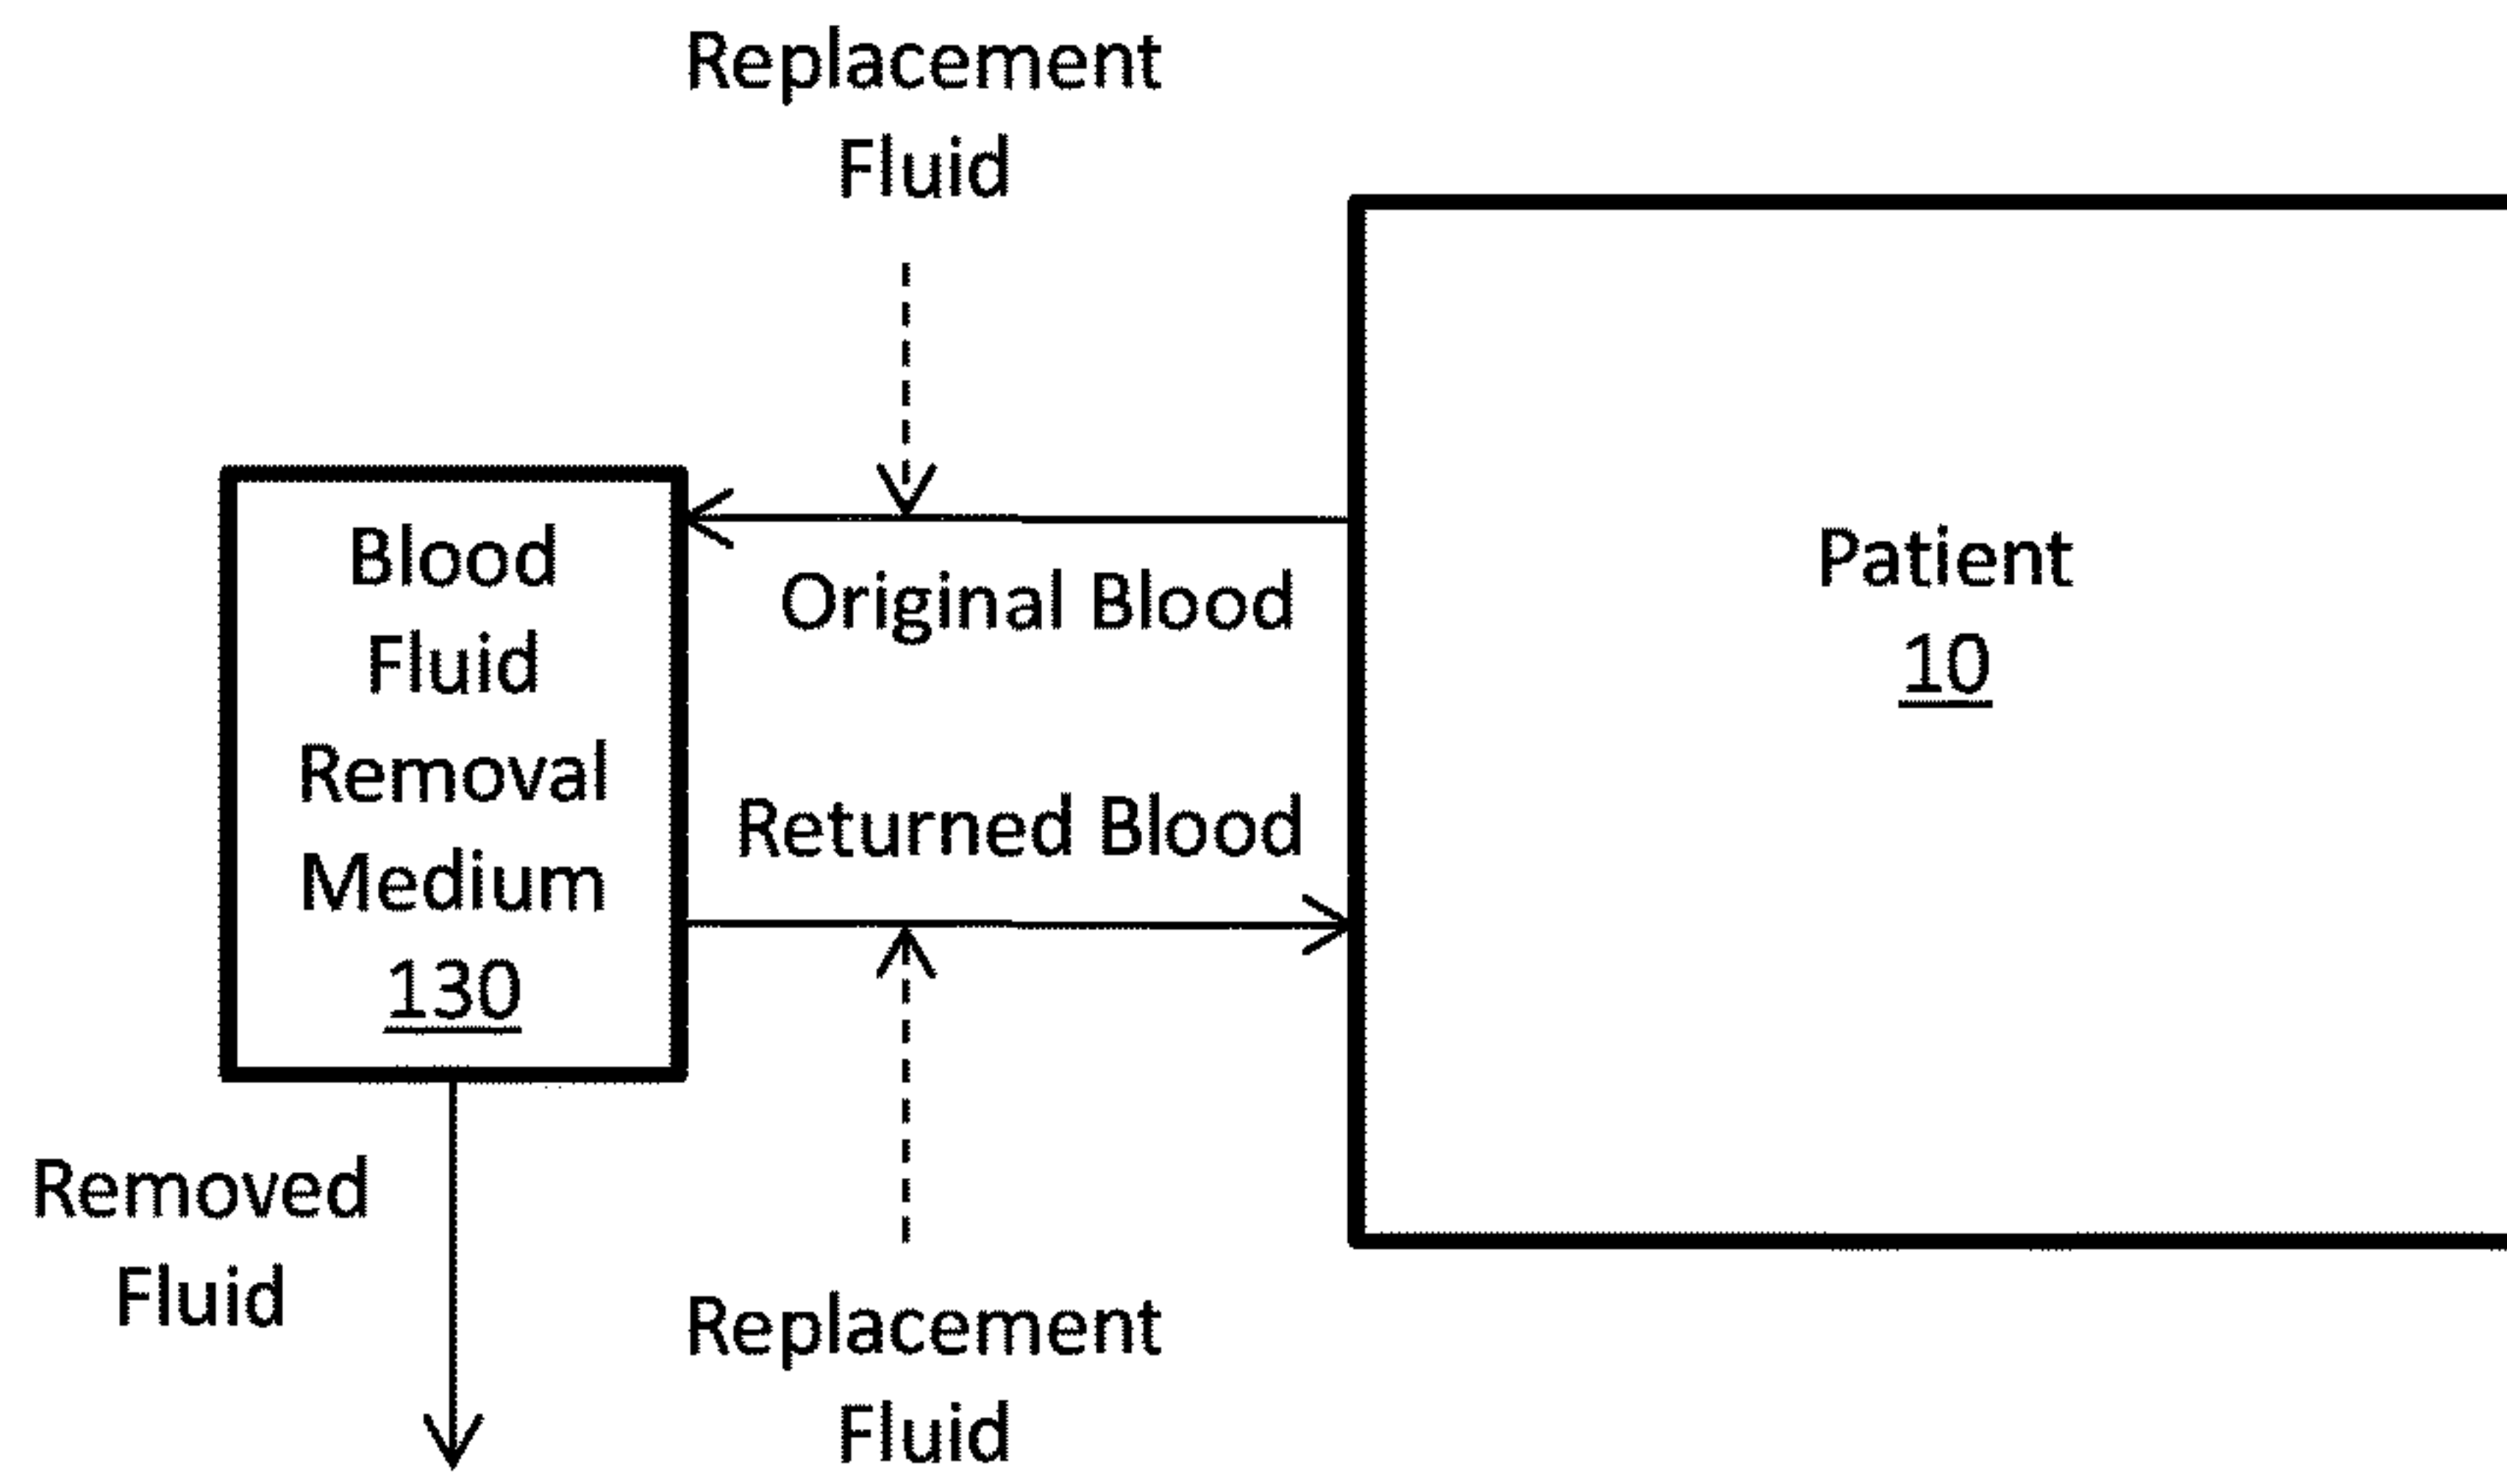 Replacement
Fluid
Blood
Fluid
Removal
Medium
130
Original Blood
Returned Blood
Patient
10
Removed
Fluid
Replacement
Fluid